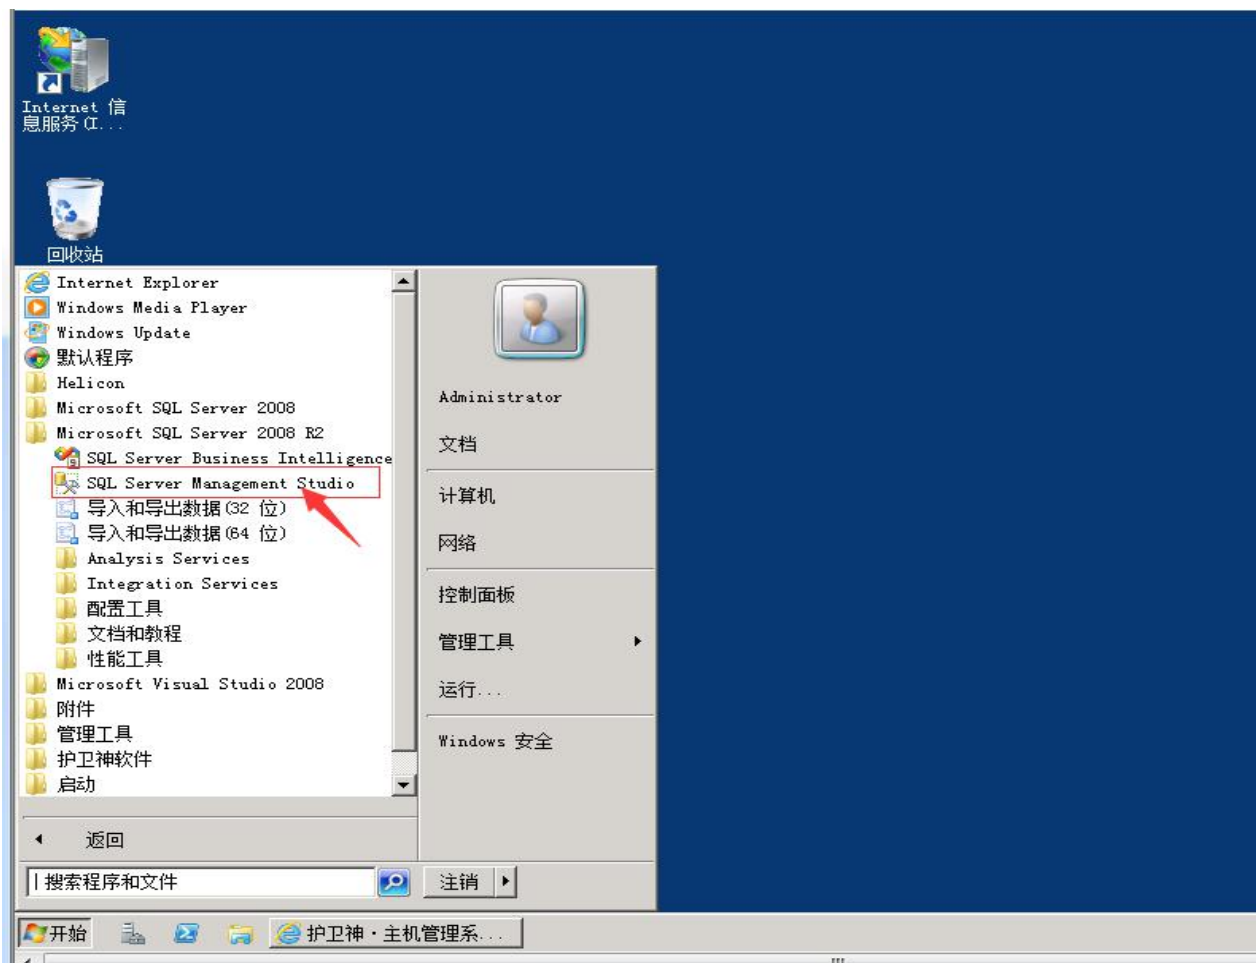 Internet 信
息服务(I...
回收站
Internet Explorer
Windows Media Player
Windows Update
默认程序
Helicon
Microsoft SQL Server 2008
Microsoft SQL Server 2008 R2
SQL Server Business Intelligence
SQL Server Management Studio
导入和导出数据(32 位)
导入和导出数据(64 位)
Analysis Services
Integration Services
配置工具
文档和教程
性能工具
Microsoft Visual Studio 2008
附件
管理工具
护卫神软件
启动
返回
搜索程序和文件
Administrator
文档
计算机
网络
控制面板
管理工具
运行...
Windows 安全
注销
开始
护卫神·主机管理系...